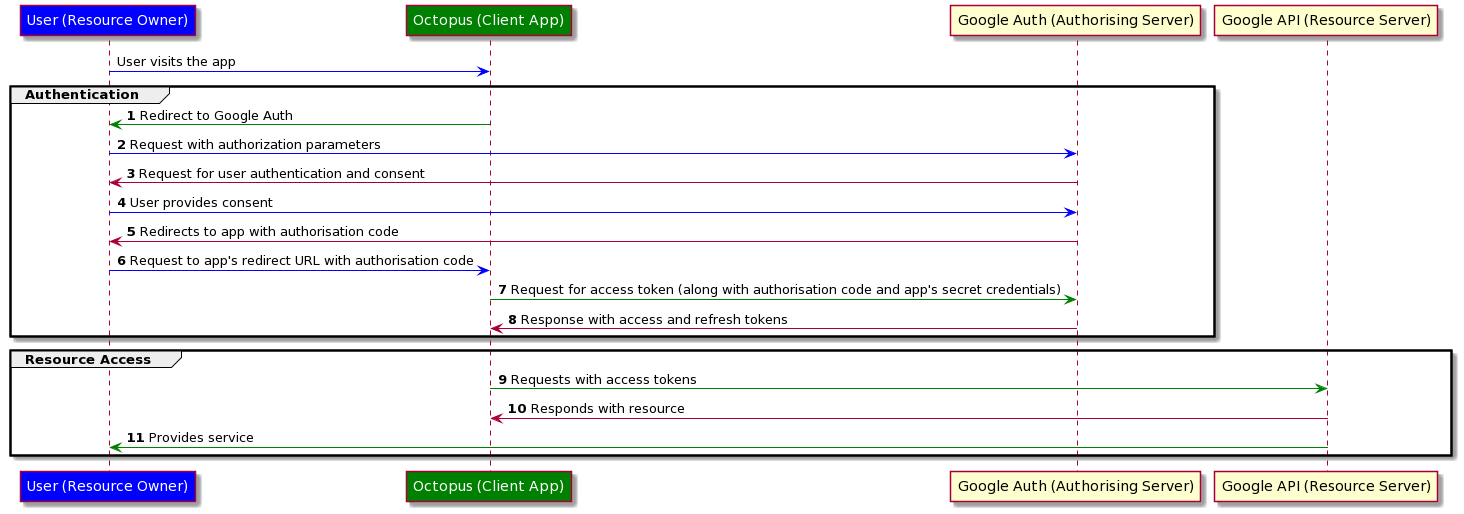 User (Resource Owner) Octopus (Client App) Google Auth (Authorising Server) Google API (Resource Server)
User visits the app
Authentication
1 Redirect to Google Auth
2 Request with authorization parameters
3 Request for user authentication and consent
4 User provides consent
5 Redirects to app with authorisation code
6 Request to app's redirect URL with authorisation code
7 Request for access token (along with authorisation code and app's secret credentials)
8 Response with access and refresh tokens
Resource Access
9 Requests with access tokens
10 Responds with resource
11 Provides service
User (Resource Owner) Octopus (Client App) Google Auth (Authorising Server) Google API (Resource Server)